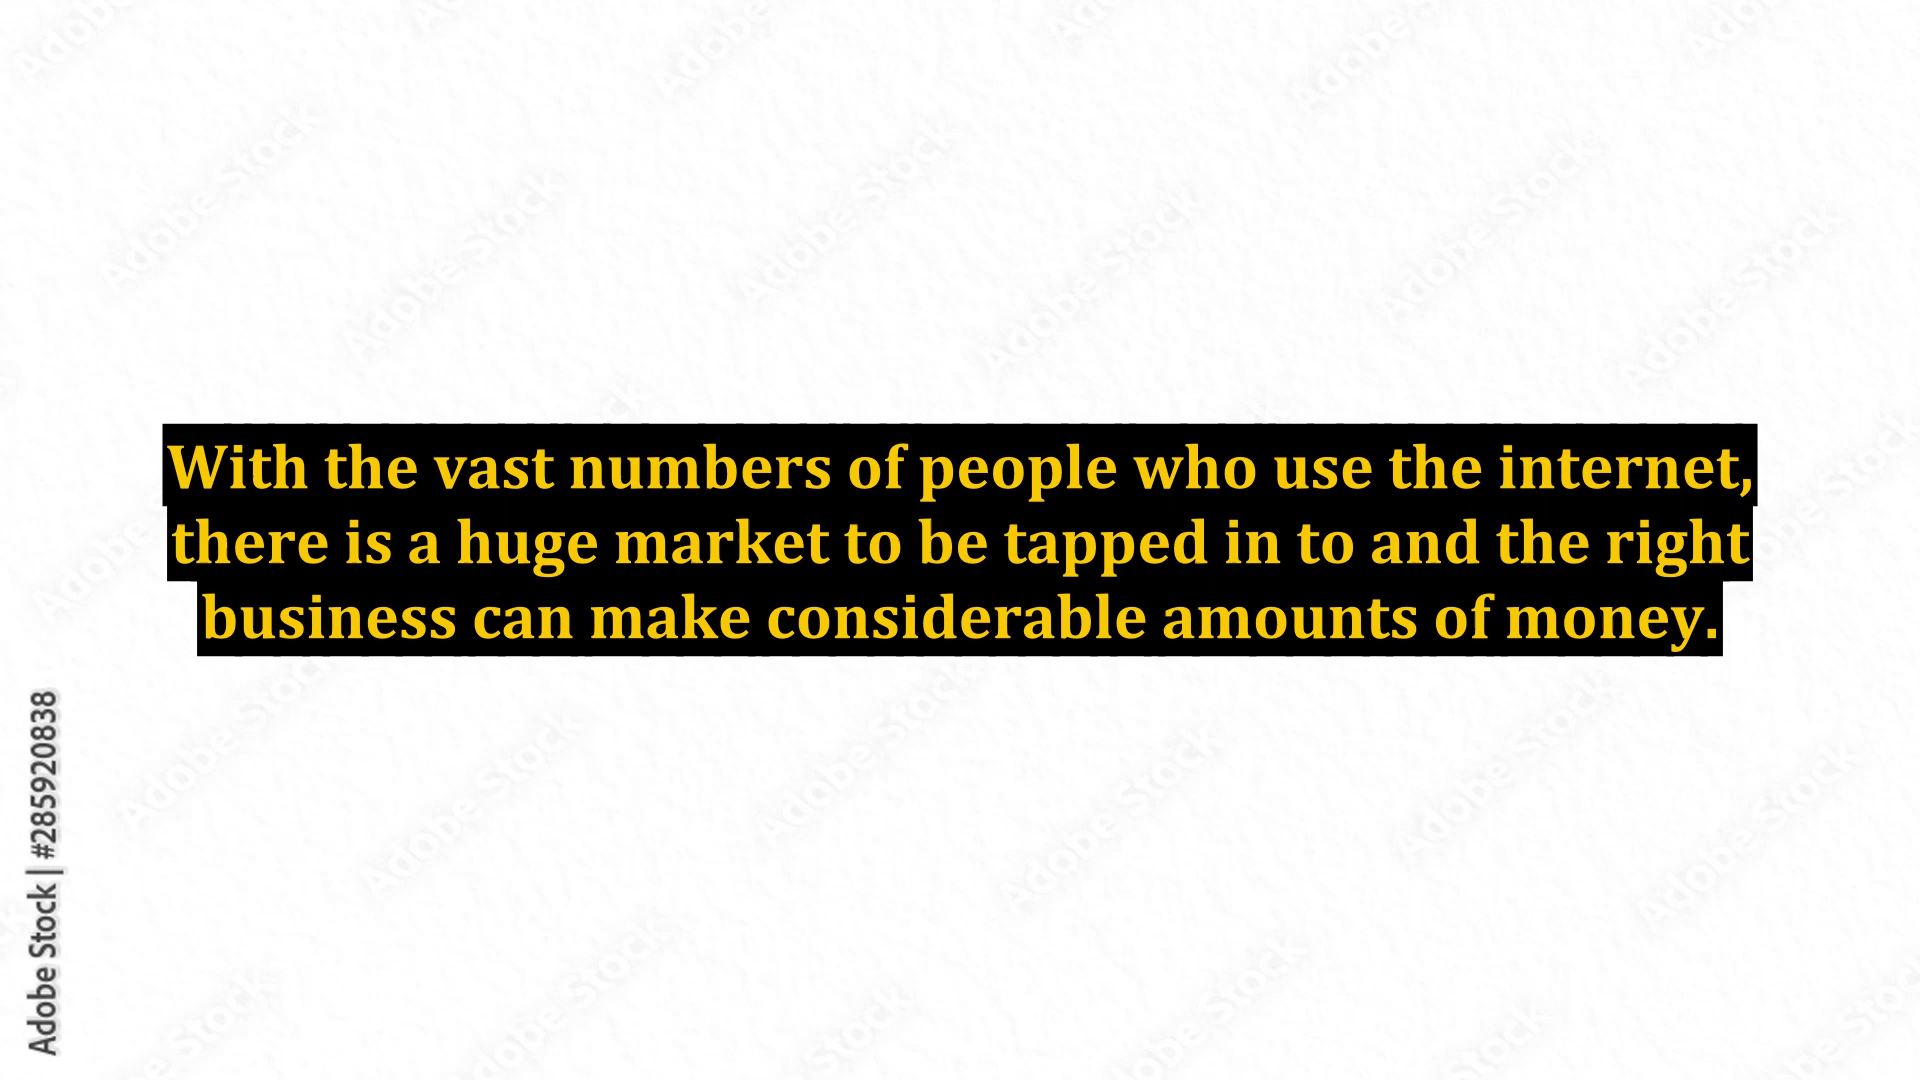 With the vast numbers of people who use the internet,
there is a huge market to be tapped in to and the right
business can make considerable amounts of money.
Adobe Stock | #285920838